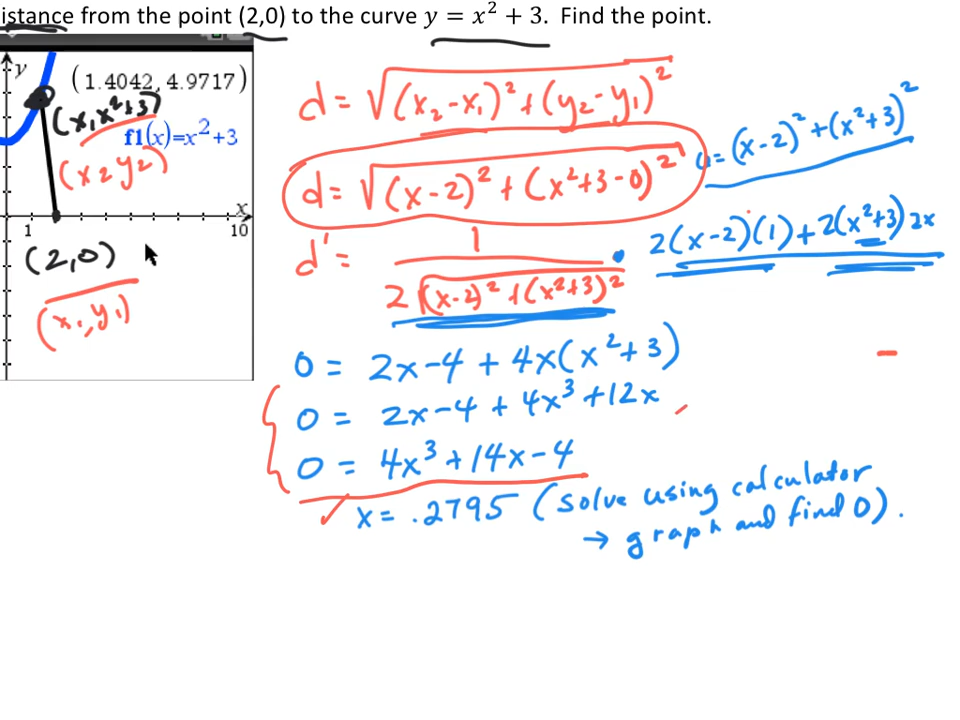 istance from the point (2,0) to the curve y = x² + 3. Find the point.
y
(1.4042, 4.9717)
(x, x²+3)
f1(x)=x²+3
(x₂ y₂)
x
1
10
(2,0)
(x₁, y₁)
d = √(x₂-x₁)² + (y₂-y₁)²
d = √(x-2)² + (x²+3-0)²
u = (x-2)² + (x²+3)²
d' = 1 / 2√(x-2)² + (x²+3)² • 2(x-2)(1) + 2(x²+3) 2x
0 = 2x-4 + 4x(x²+3)
0 = 2x-4 + 4x³ +12x
0 = 4x³ + 14x - 4
✓ x = .2795 (solve using calculator
→ graph and find 0).